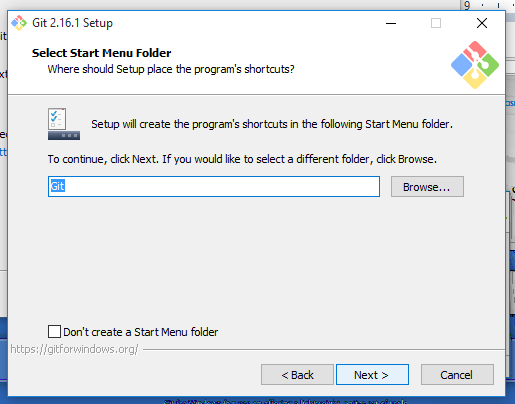 Git 2.16.1 Setup
9
Select Start Menu Folder
Where should Setup place the program's shortcuts?
Setup will create the program's shortcuts in the following Start Menu folder.
To continue, click Next. If you would like to select a different folder, click Browse.
Git
Browse...
Don't create a Start Menu folder
https://gitforwindows.org/
< Back
Next >
Cancel